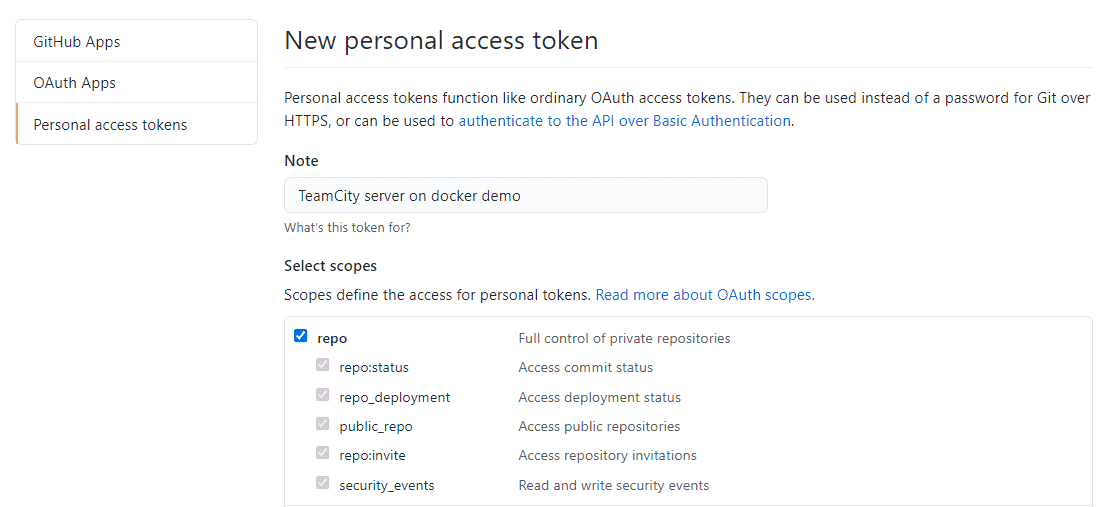 GitHub Apps
OAuth Apps
Personal access tokens
New personal access token
Personal access tokens function like ordinary OAuth access tokens. They can be used instead of a password for Git over
HTTPS, or can be used to authenticate to the API over Basic Authentication.
Note
TeamCity server on docker demo
What's this token for?
Select scopes
Scopes define the access for personal tokens. Read more about OAuth scopes.
repo Full control of private repositories
repo:status Access commit status
repo_deployment Access deployment status
public_repo Access public repositories
repo:invite Access repository invitations
security_events Read and write security events